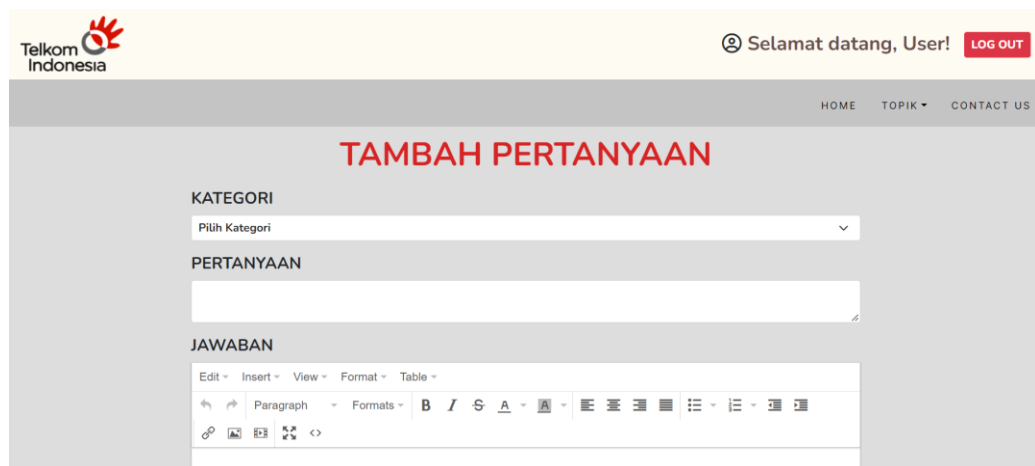 Telkom
Indonesia
Selamat datang, User! LOG OUT
HOME TOPIK CONTACT US
TAMBAH PERTANYAAN
KATEGORI
Pilih Kategori
PERTANYAAN
JAWABAN
Edit Insert View Format Table
Paragraph Formats B I S A A